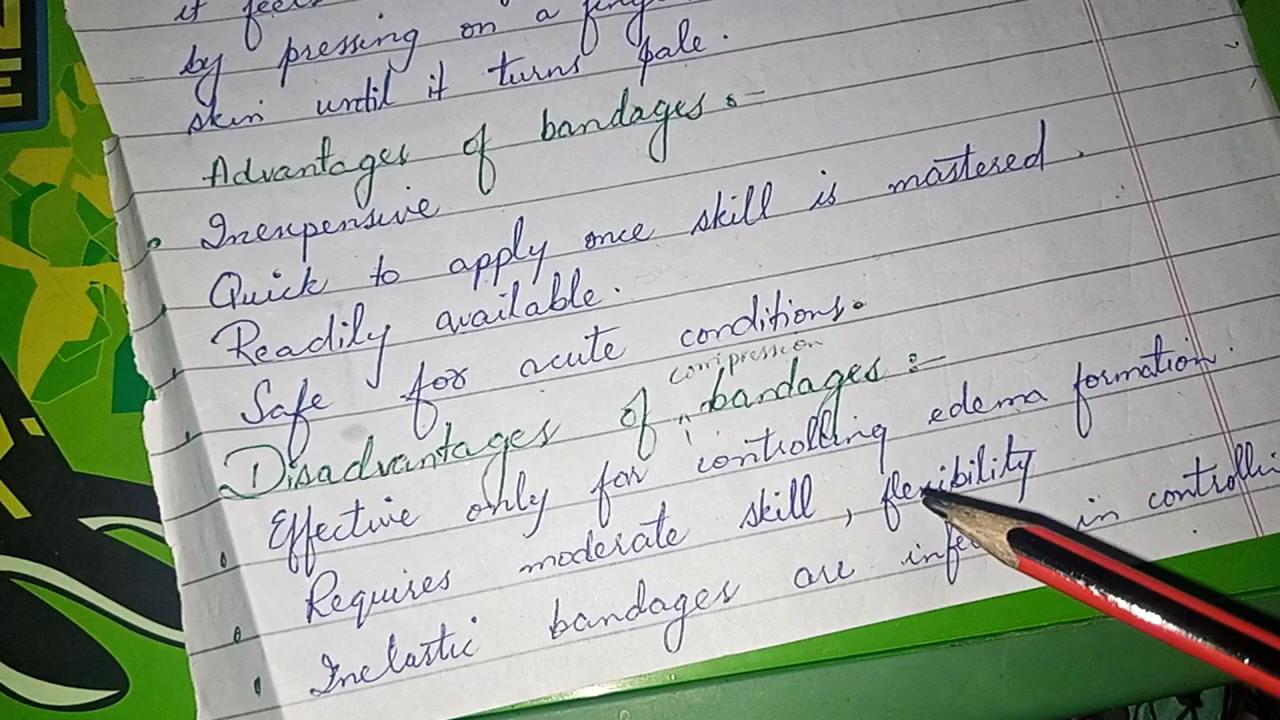 it feels
by pressing on a
skin until it turns pale.
Advantages of bandages :-
Inexpensive
Quick to apply once skill is mastered.
Readily available.
Safe for acute conditions.
compression
Disadvantages of bandages :-
Effective only for controlling edema formation.
Requires moderate skill, flexibility
Inelastic bandages are in